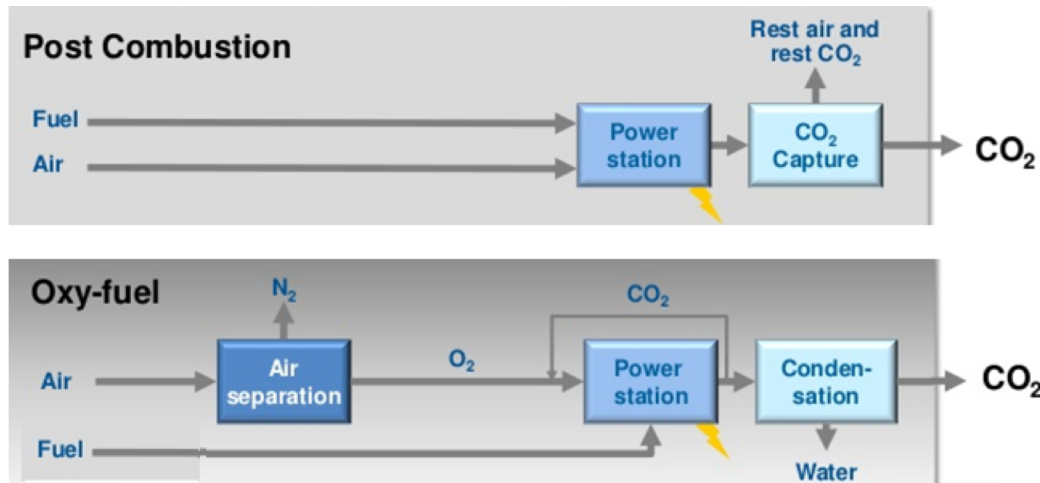 Post Combustion
Rest air and
rest CO₂
Fuel
Air
Power
station
CO₂
Capture
CO₂
Oxy-fuel
N₂
CO₂
Air
Air
separation
O₂
Power
station
Conden-
sation
CO₂
Fuel
Water